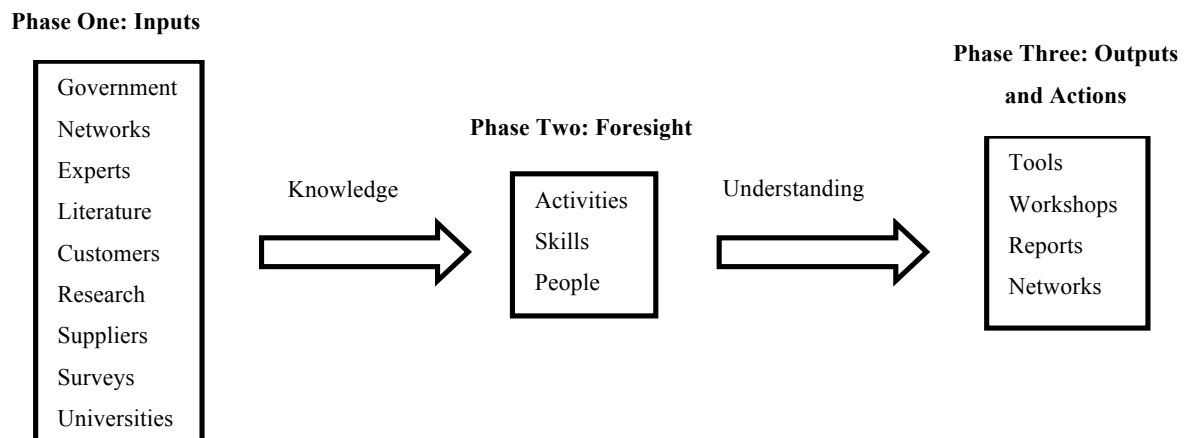 Phase One: Inputs
Government
Networks
Experts
Literature
Customers
Research
Suppliers
Surveys
Universities
Knowledge
Phase Two: Foresight
Activities
Skills
People
Understanding
Phase Three: Outputs
and Actions
Tools
Workshops
Reports
Networks